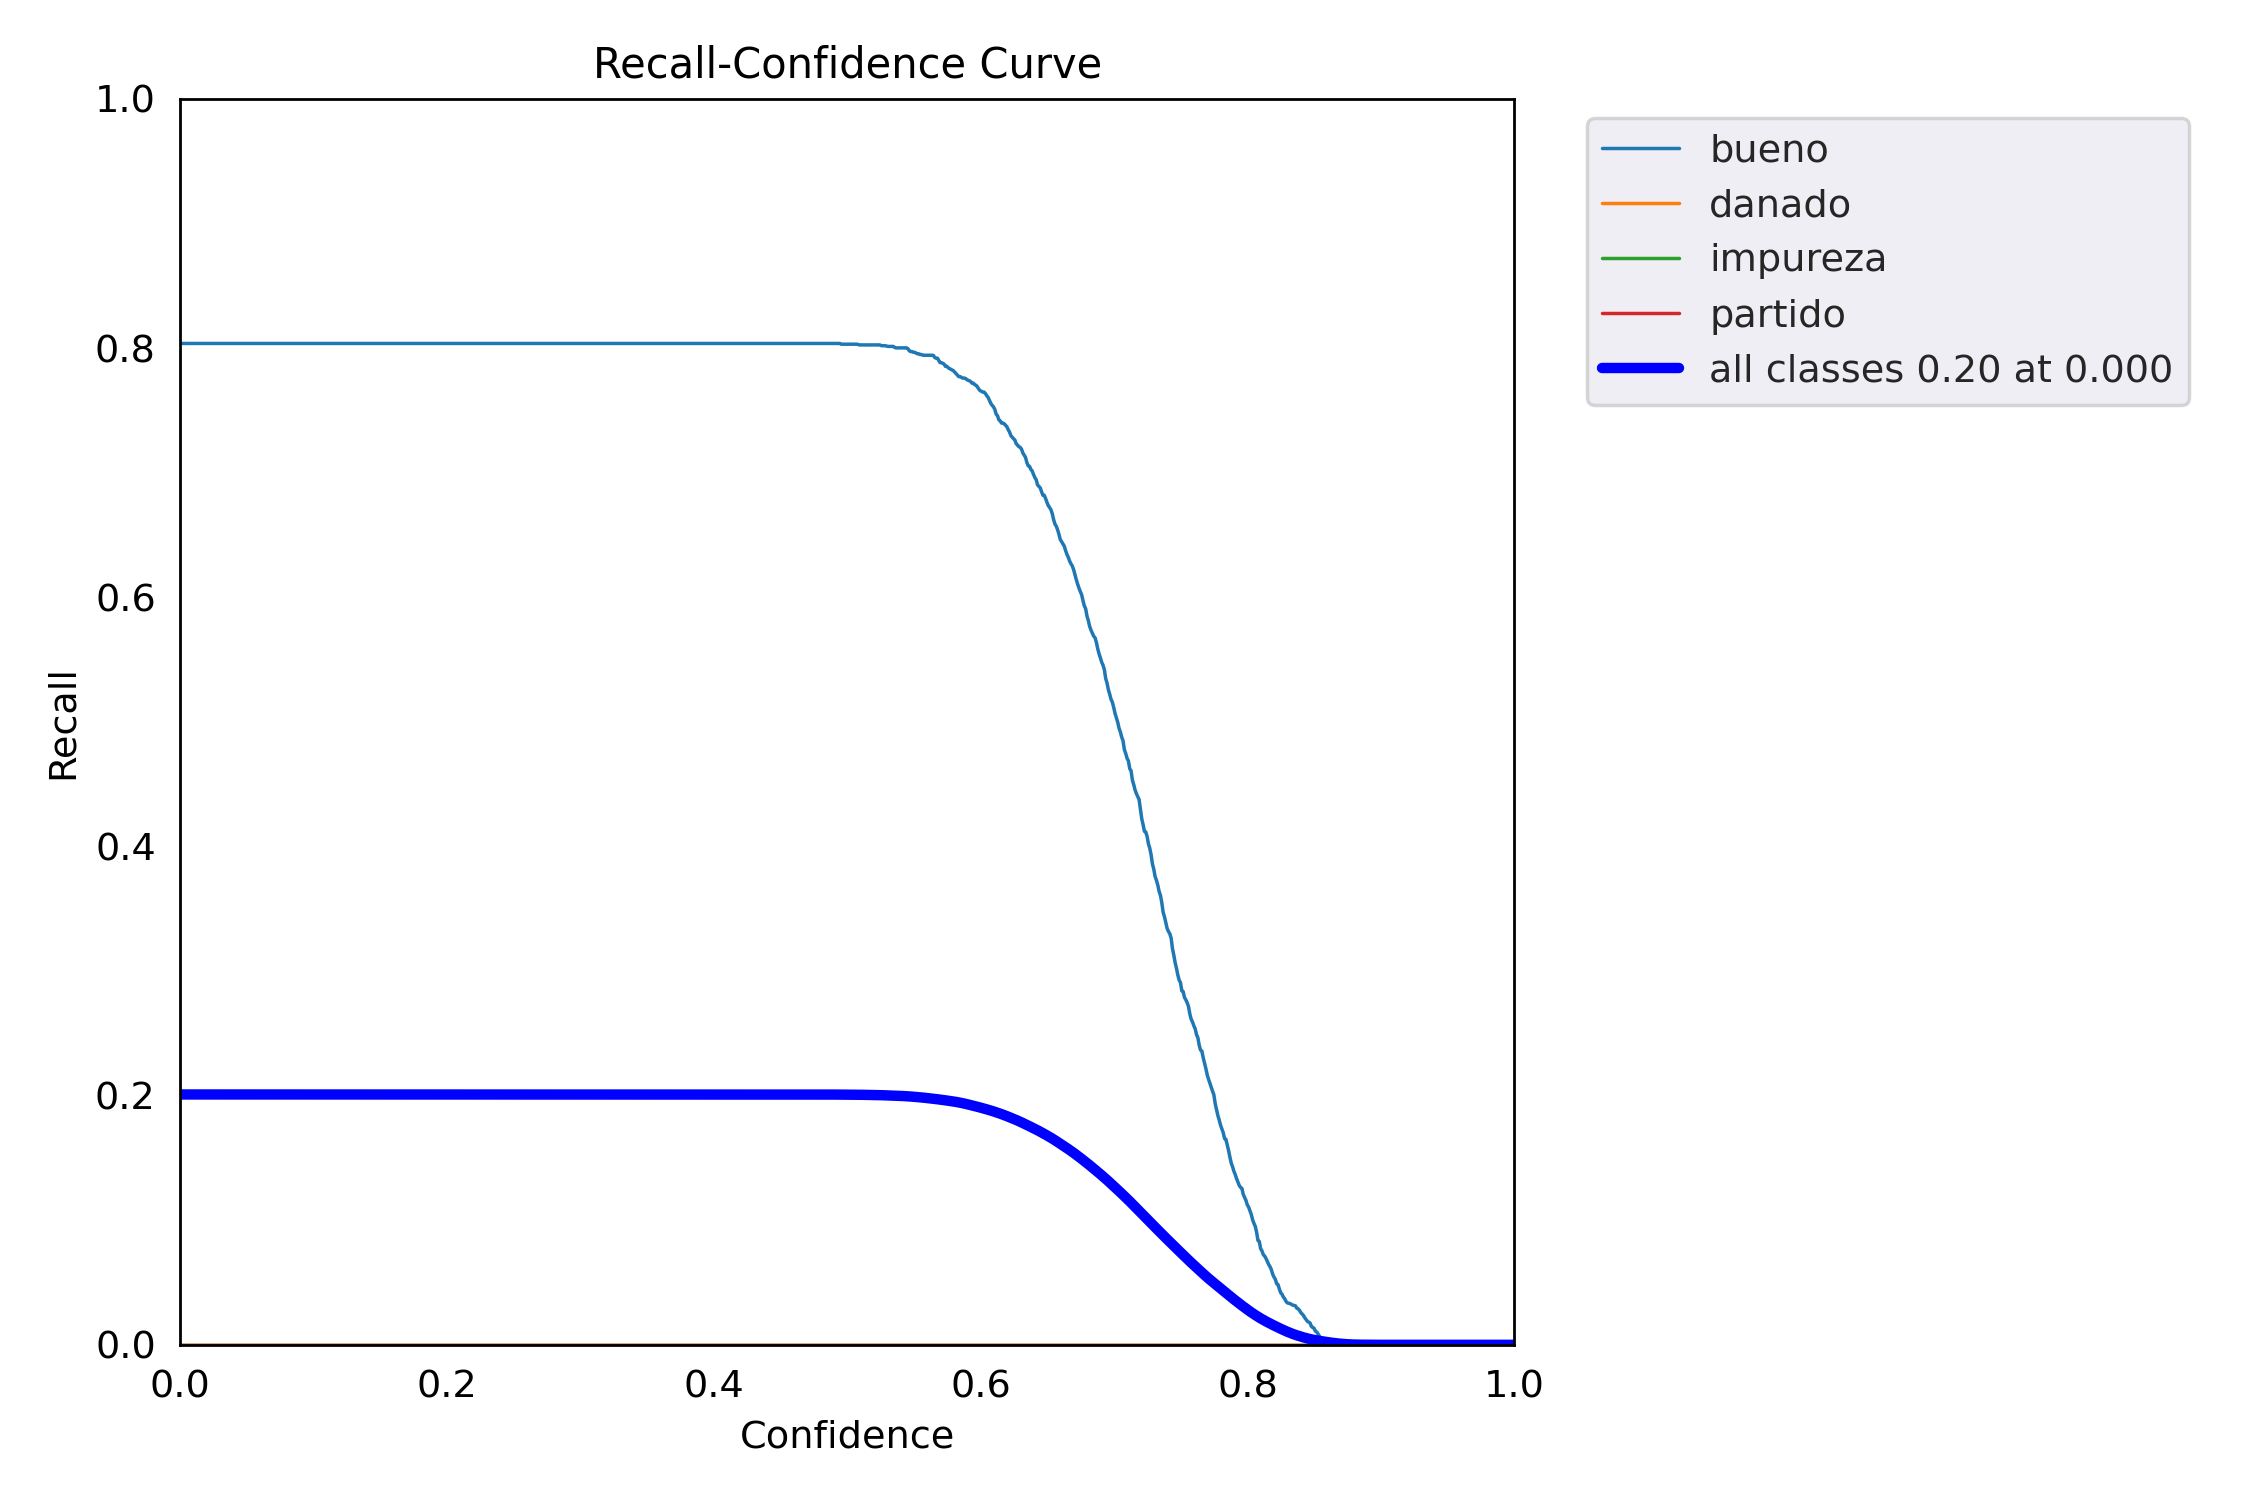 Recall-Confidence Curve
1.0
0.8
0.6
0.4
0.2
0.0
Recall
0.0 0.2 0.4 0.6 0.8 1.0
Confidence
bueno
danado
impureza
partido
all classes 0.20 at 0.000